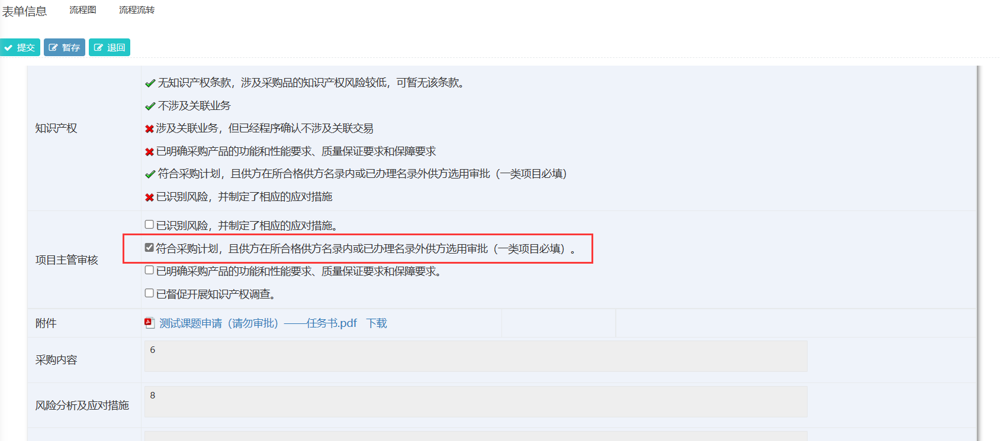 表单信息 流程图 流程流转
提交 暂存 退回
无知识产权条款，涉及采购品的知识产权风险较低，可暂无该条款。
不涉及关联业务
知识产权 涉及关联业务，但已经程序确认不涉及关联交易
已明确采购产品的功能和性能要求、质量保证要求和保障要求
符合采购计划，且供方在所合格供方名录内或已办理名录外供方选用审批（一类项目必填）
已识别风险，并制定了相应的应对措施
已识别风险，并制定了相应的应对措施。
符合采购计划，且供方在所合格供方名录内或已办理名录外供方选用审批（一类项目必填）。
项目主管审核
已明确采购产品的功能和性能要求、质量保证要求和保障要求。
已督促开展知识产权调查。
附件 测试课题申请（请勿审批）——任务书.pdf 下载
采购内容 6
风险分析及应对措施 8